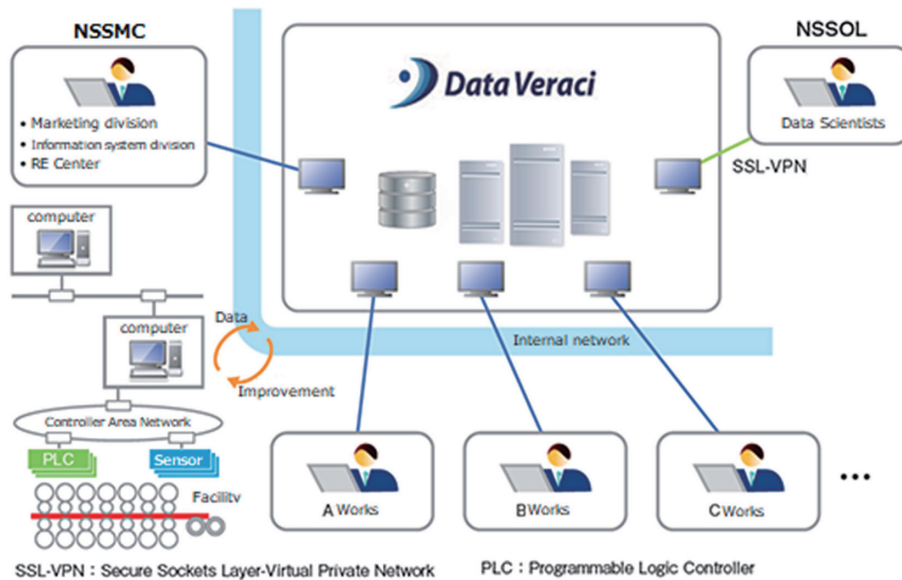 NSSMC
NSSOL
Data Veraci
• Marketing division
• Information system division
• RE Center
Data Scientists
SSL-VPN
computer
computer
Data
Improvement
Internal network
Controller Area Network
PLC
Sensor
Facility
A Works
B Works
C Works
...
SSL-VPN : Secure Sockets Layer-Virtual Private Network
PLC : Programmable Logic Controller